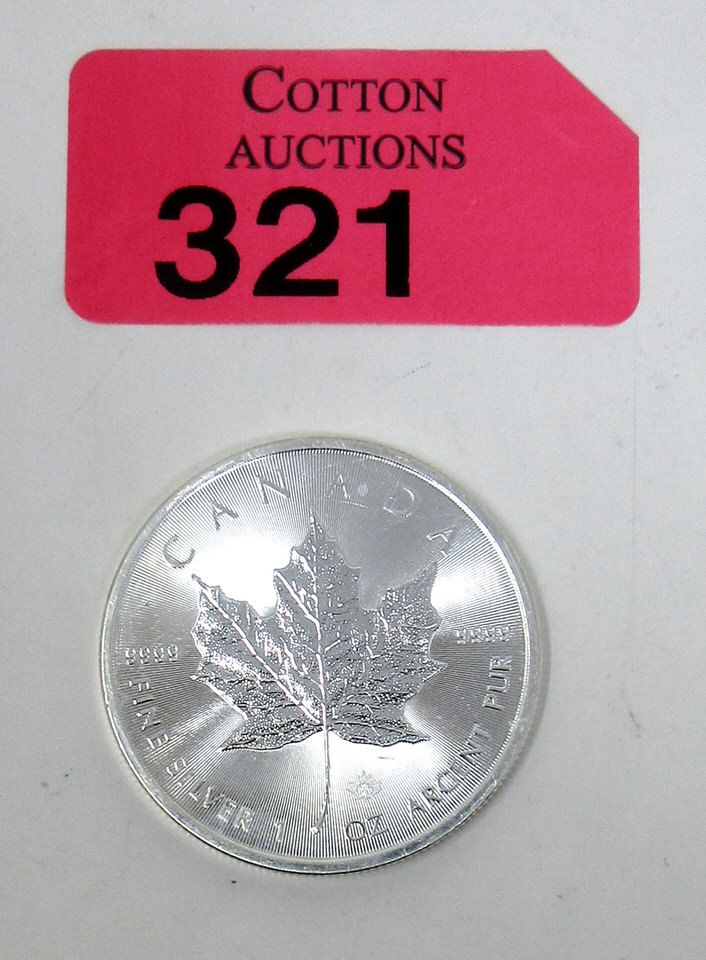 COTTON
AUCTIONS
321
CANADA
9999
9999
FINE SILVER 1 OZ ARGENT PUR